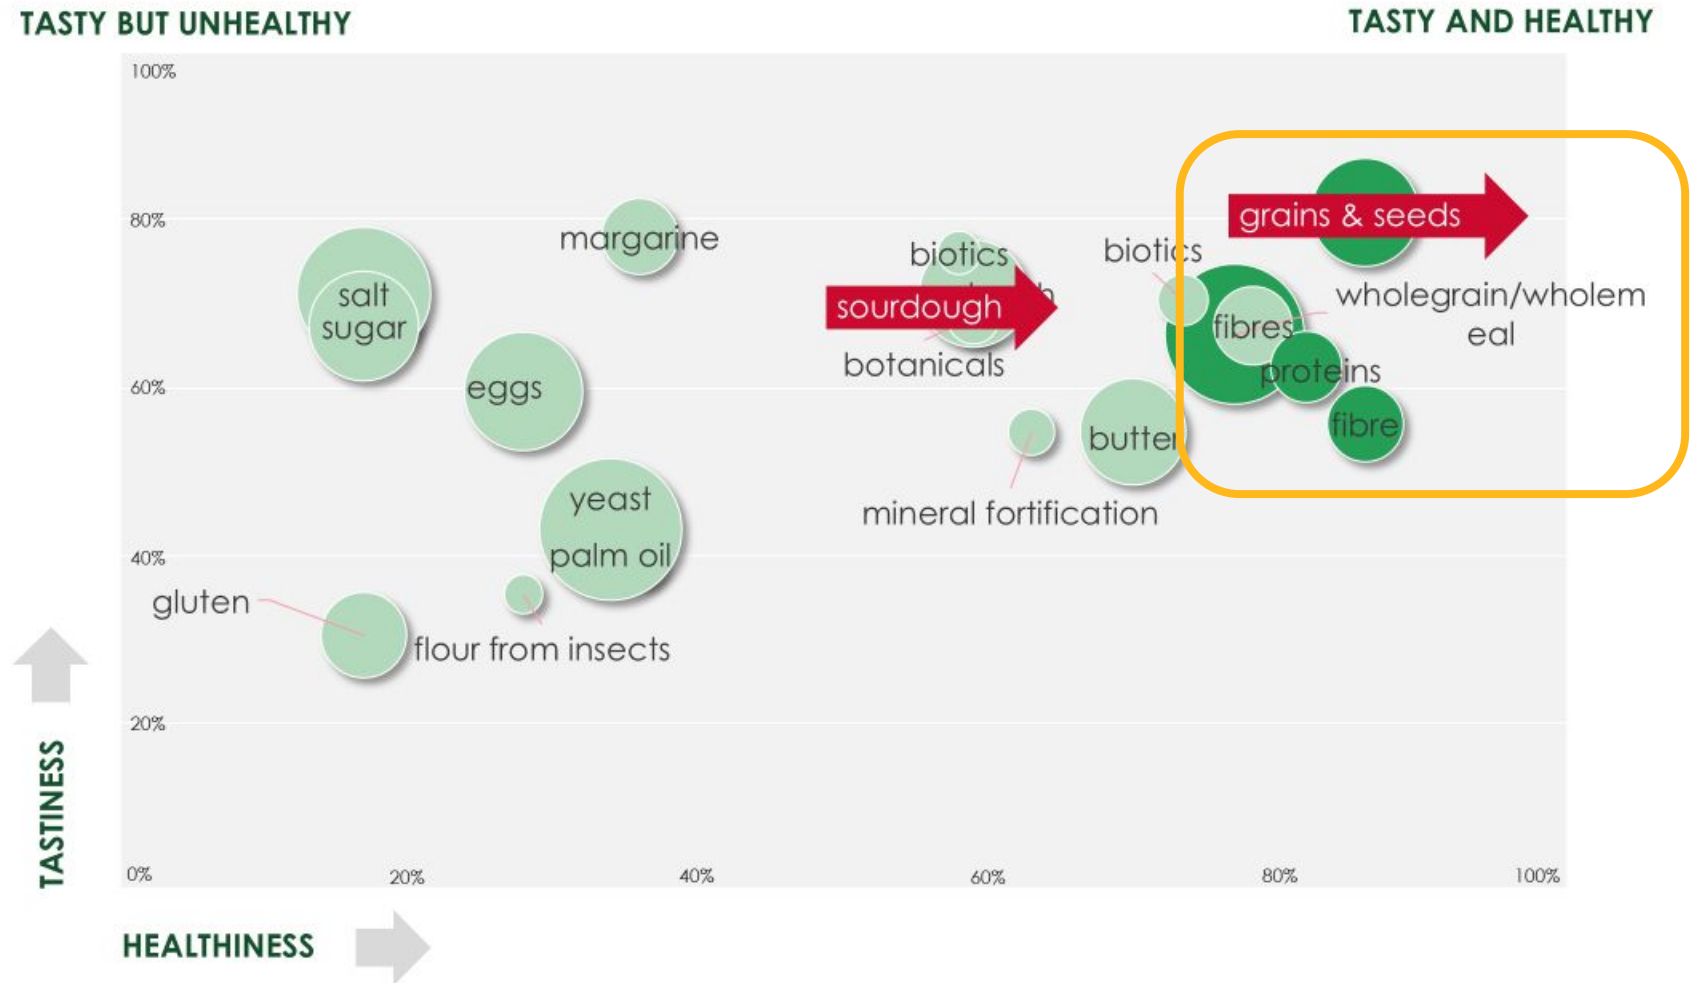 TASTY BUT UNHEALTHY
TASTY AND HEALTHY
100%
80%
60%
40%
20%
0%
20%
40%
60%
80%
100%
salt
sugar
margarine
eggs
yeast
palm oil
gluten
flour from insects
biotics
sourdough
botanicals
mineral fortification
butter
biotics
grains & seeds
wholegrain/wholem
eal
fibres
proteins
fibre
TASTINESS
HEALTHINESS